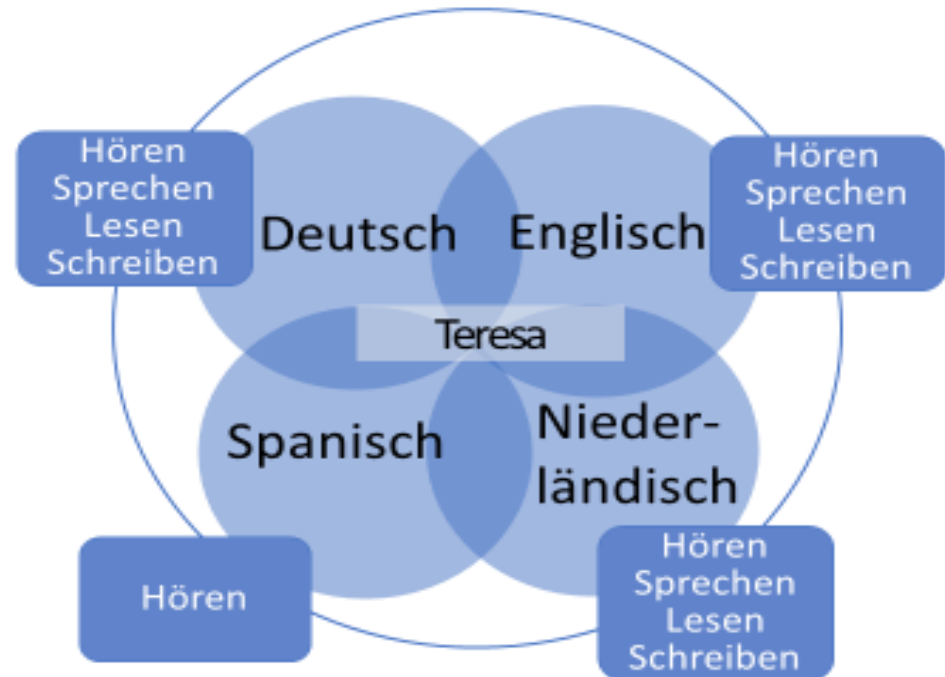 Hören
Sprechen
Lesen
Schreiben
Deutsch
Englisch
Hören
Sprechen
Lesen
Schreiben
Teresa
Spanisch
Nieder-
ländisch
Hören
Hören
Sprechen
Lesen
Schreiben